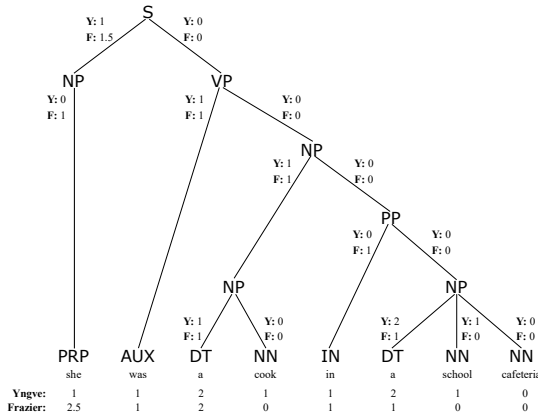 S
Y: 1 Y: 0
F: 1.5 F: 0
NP VP
Y: 0 Y: 1 Y: 0
F: 1 F: 1 F: 0
NP
Y: 1 Y: 0
F: 1 F: 0
PP
Y: 0 Y: 0
F: 1 F: 0
NP NP
Y: 1 Y: 0 Y: 2 Y: 1 Y: 0
F: 1 F: 0 F: 1 F: 0 F: 0
PRP AUX DT NN IN DT NN NN
she was a cook in a school cafeteria
Yngve: 1 1 2 1 1 2 1 0
Frazier: 2.5 1 2 0 1 1 0 0